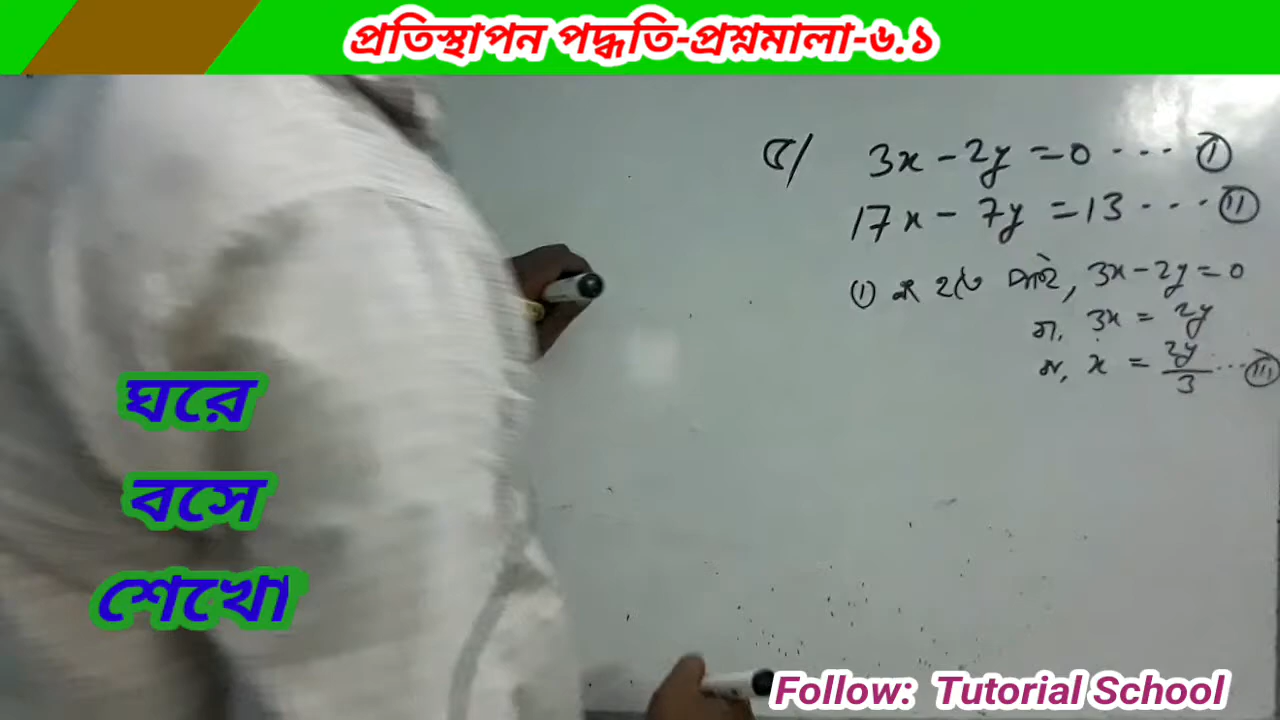 প্রতিস্থাপন পদ্ধতি-প্রশ্নমালা-৬.১
৫/ 3x - 2y = 0 ... (i)
17x - 7y = 13 ... (ii)
(i) নং হতে পাই, 3x - 2y = 0
বা, 3x = 2y
বা, x = 2y/3 ... (iii)
ঘরে
বসে
শেখো
Follow: Tutorial School